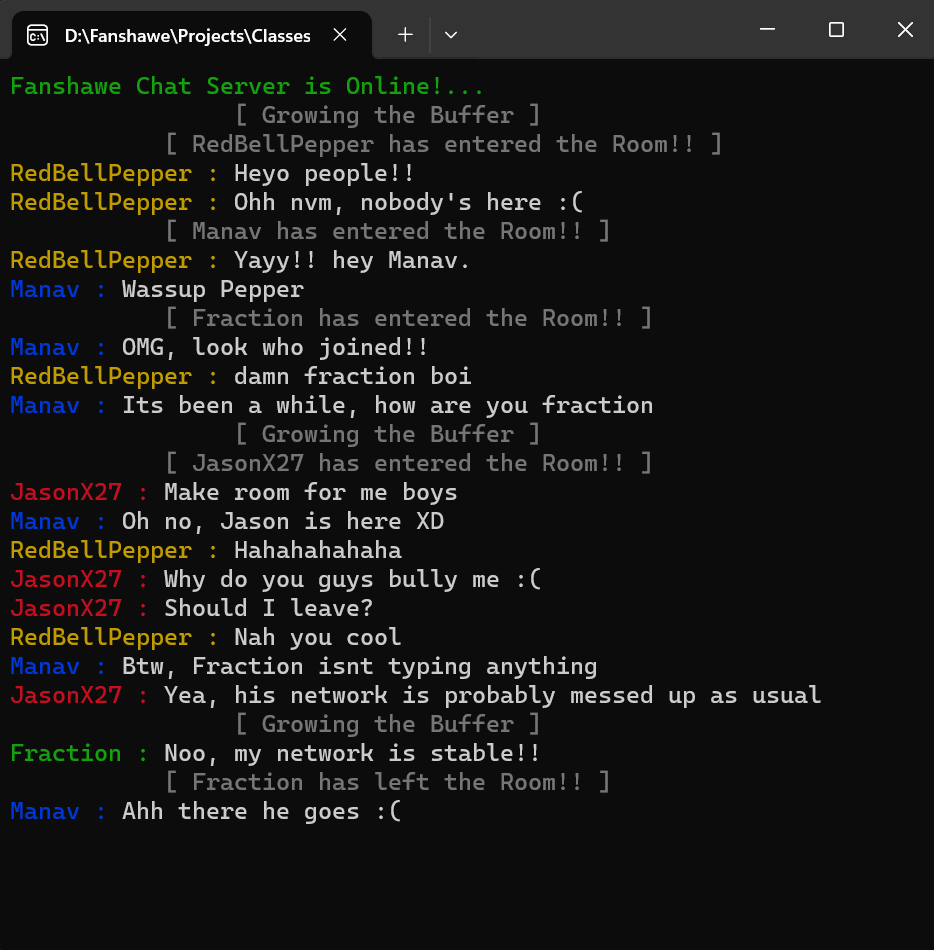 D:\Fanshawe\Projects\Classes
Fanshawe Chat Server is Online!...
[ Growing the Buffer ]
[ RedBellPepper has entered the Room!! ]
RedBellPepper : Heyo people!!
RedBellPepper : Ohh nvm, nobody's here :(
[ Manav has entered the Room!! ]
RedBellPepper : Yayy!! hey Manav.
Manav : Wassup Pepper
[ Fraction has entered the Room!! ]
Manav : OMG, look who joined!!
RedBellPepper : damn fraction boi
Manav : Its been a while, how are you fraction
[ Growing the Buffer ]
[ JasonX27 has entered the Room!! ]
JasonX27 : Make room for me boys
Manav : Oh no, Jason is here XD
RedBellPepper : Hahahahahaha
JasonX27 : Why do you guys bully me :(
JasonX27 : Should I leave?
RedBellPepper : Nah you cool
Manav : Btw, Fraction isnt typing anything
JasonX27 : Yea, his network is probably messed up as usual
[ Growing the Buffer ]
Fraction : Noo, my network is stable!!
[ Fraction has left the Room!! ]
Manav : Ahh there he goes :(